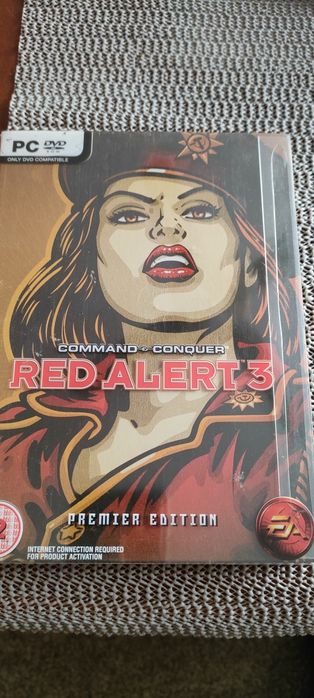 PC DVD
ROM
ONLY DVD COMPATIBLE
COMMAND & CONQUER
RED ALERT 3
PREMIER EDITION
EA
INTERNET CONNECTION REQUIRED
FOR PRODUCT ACTIVATION